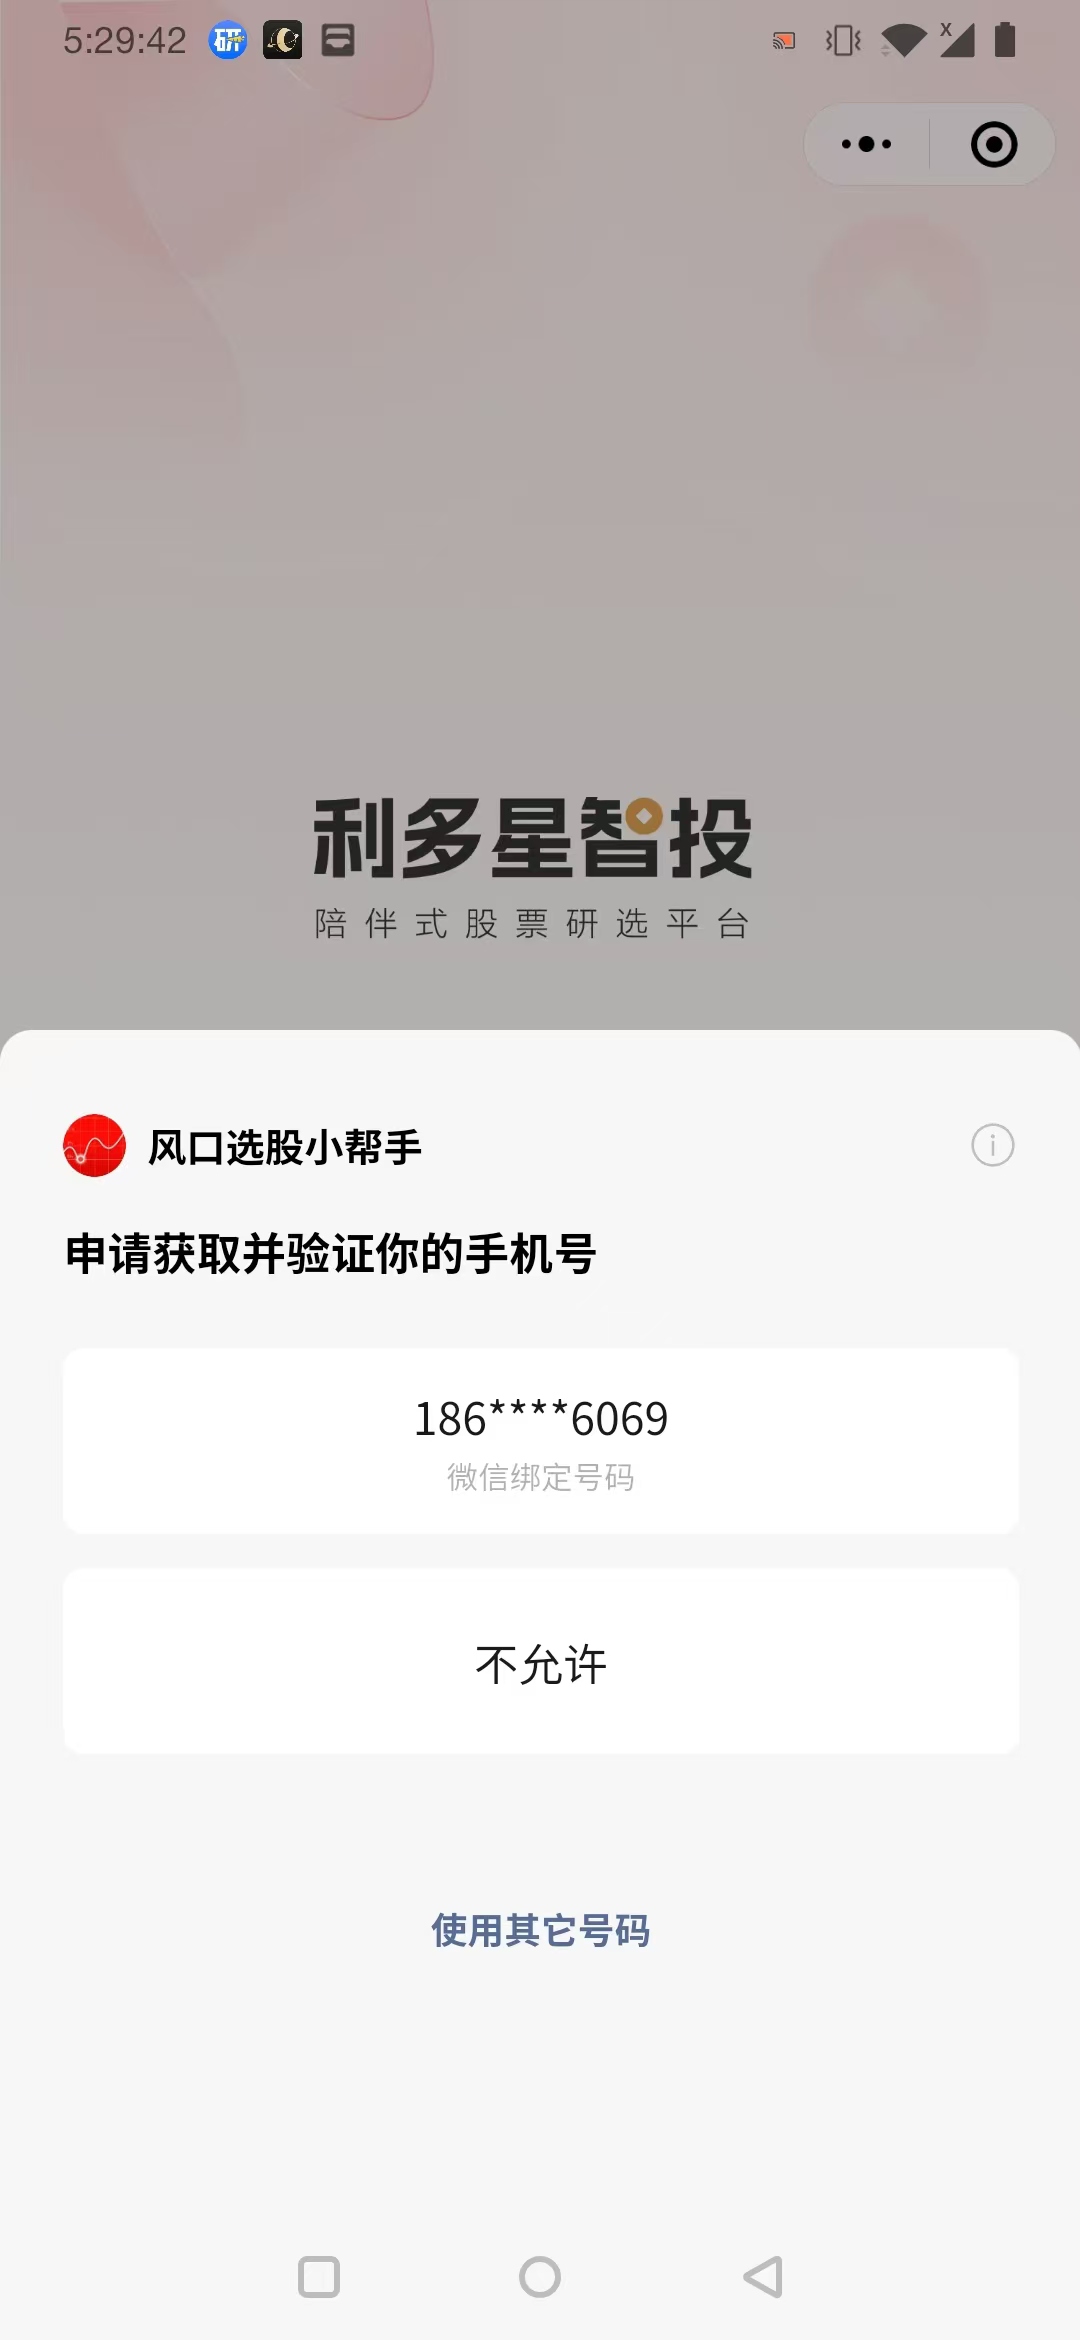 5:29:42
研
X
利多星智投
陪伴式股票研选平台
风口选股小帮手
申请获取并验证你的手机号
186****6069
微信绑定号码
不允许
使用其它号码